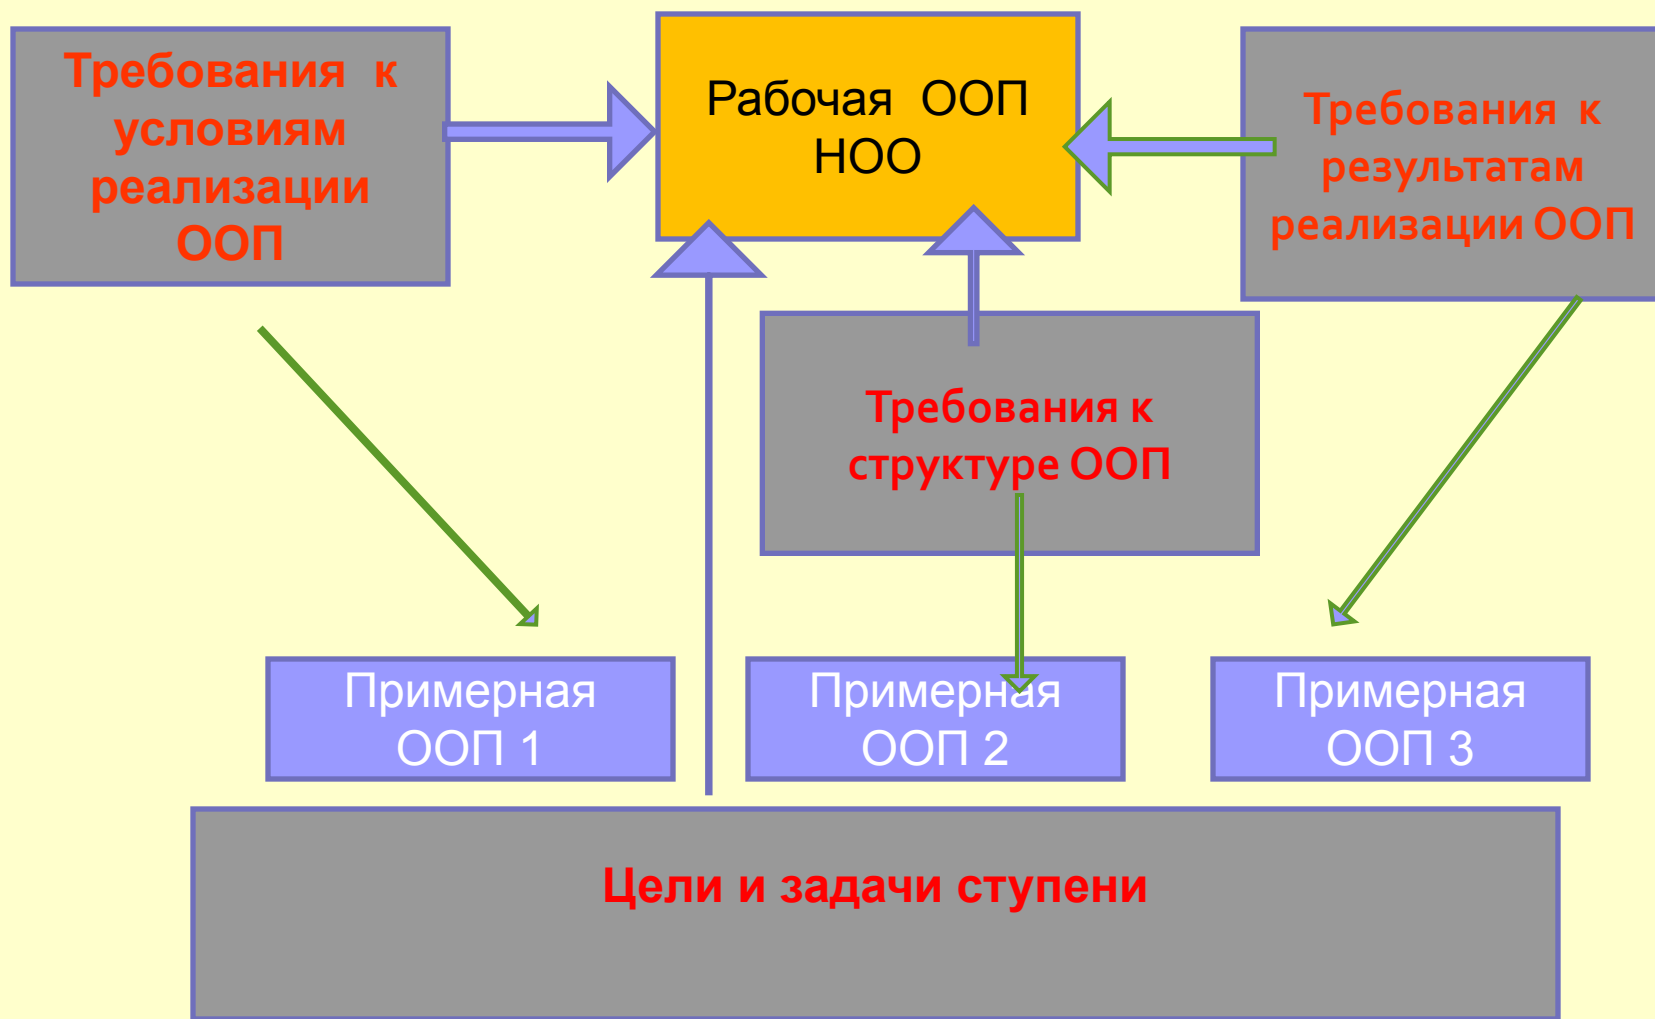 Требования к
условиям
реализации
ООП
Рабочая ООП
НОО
Требования к
результатам
реализации ООП
Требования к
структуре ООП
Примерная
ООП 1
Примерная
ООП 2
Примерная
ООП 3
Цели и задачи ступени